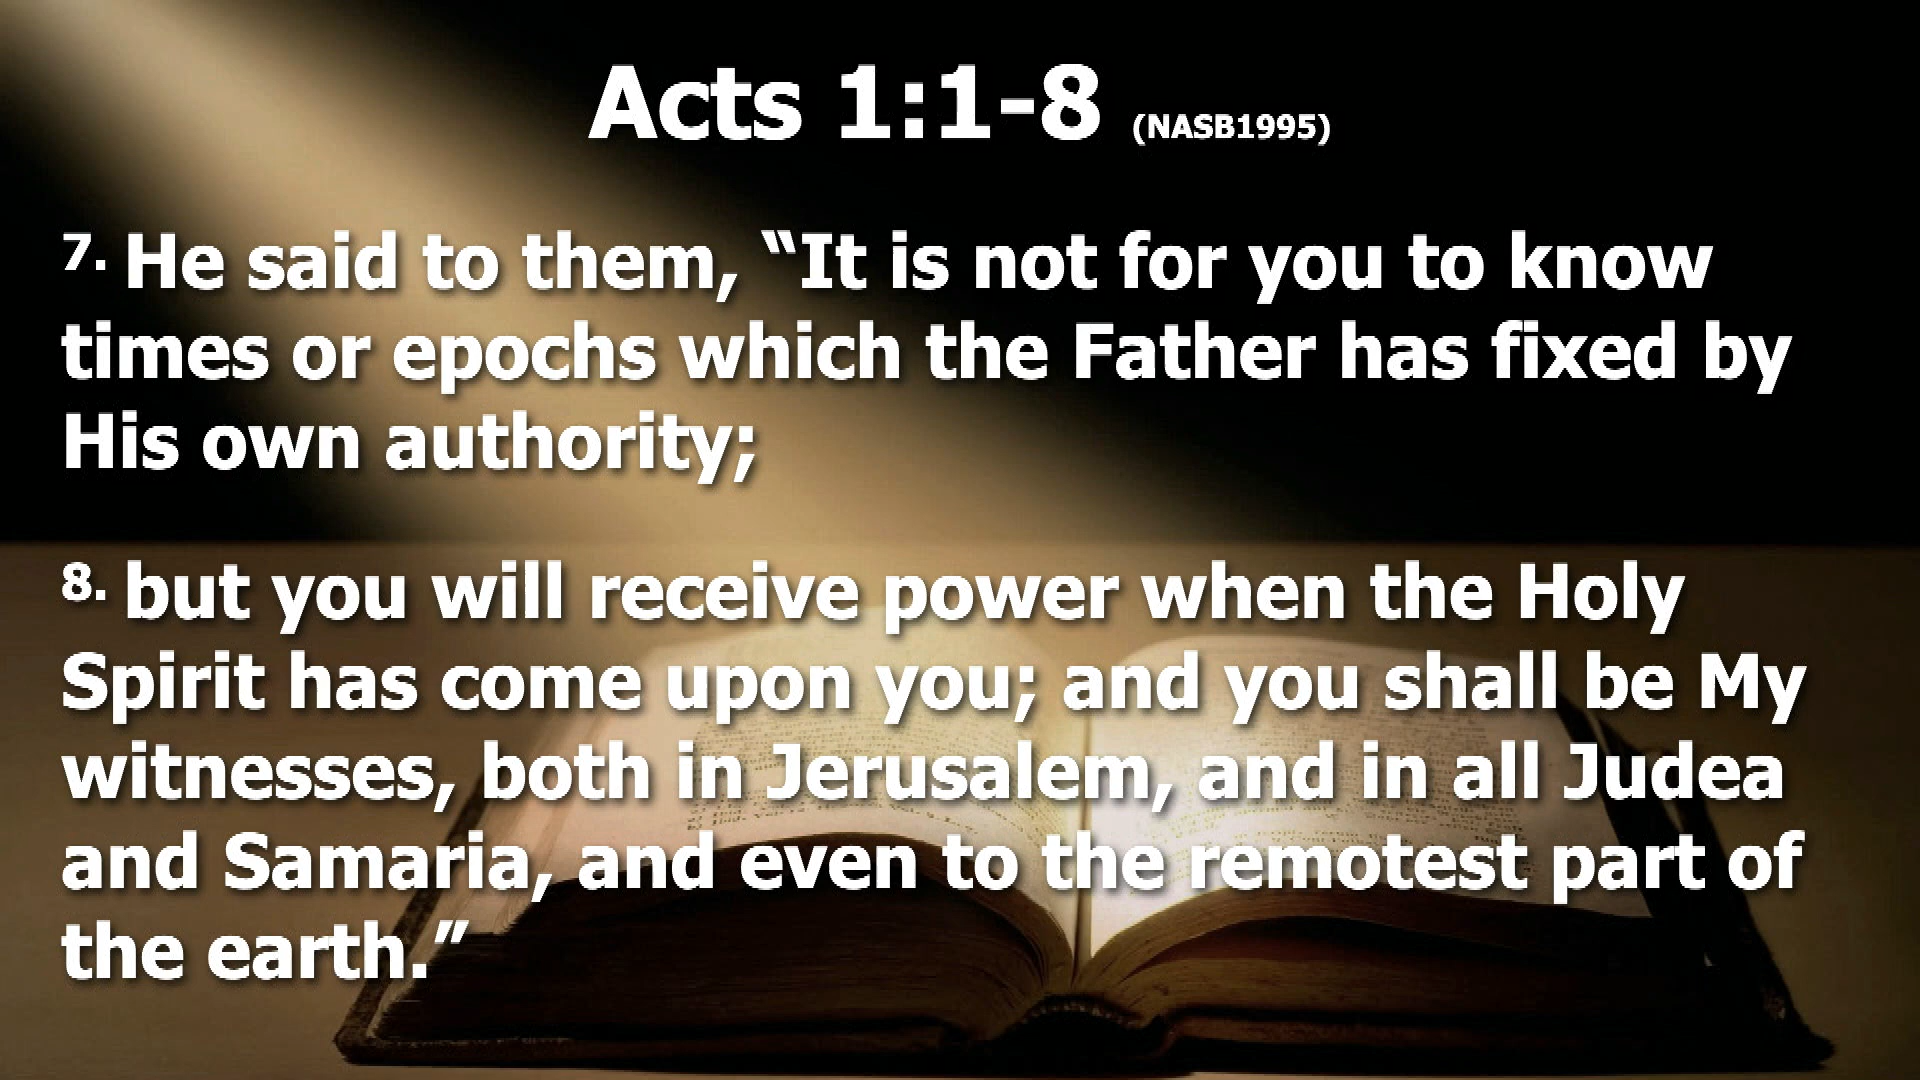 Acts 1:1-8 (NASB1995)
7. He said to them, “It is not for you to know
times or epochs which the Father has fixed by
His own authority;
8. but you will receive power when the Holy
Spirit has come upon you; and you shall be My
witnesses, both in Jerusalem, and in all Judea
and Samaria, and even to the remotest part of
the earth.”